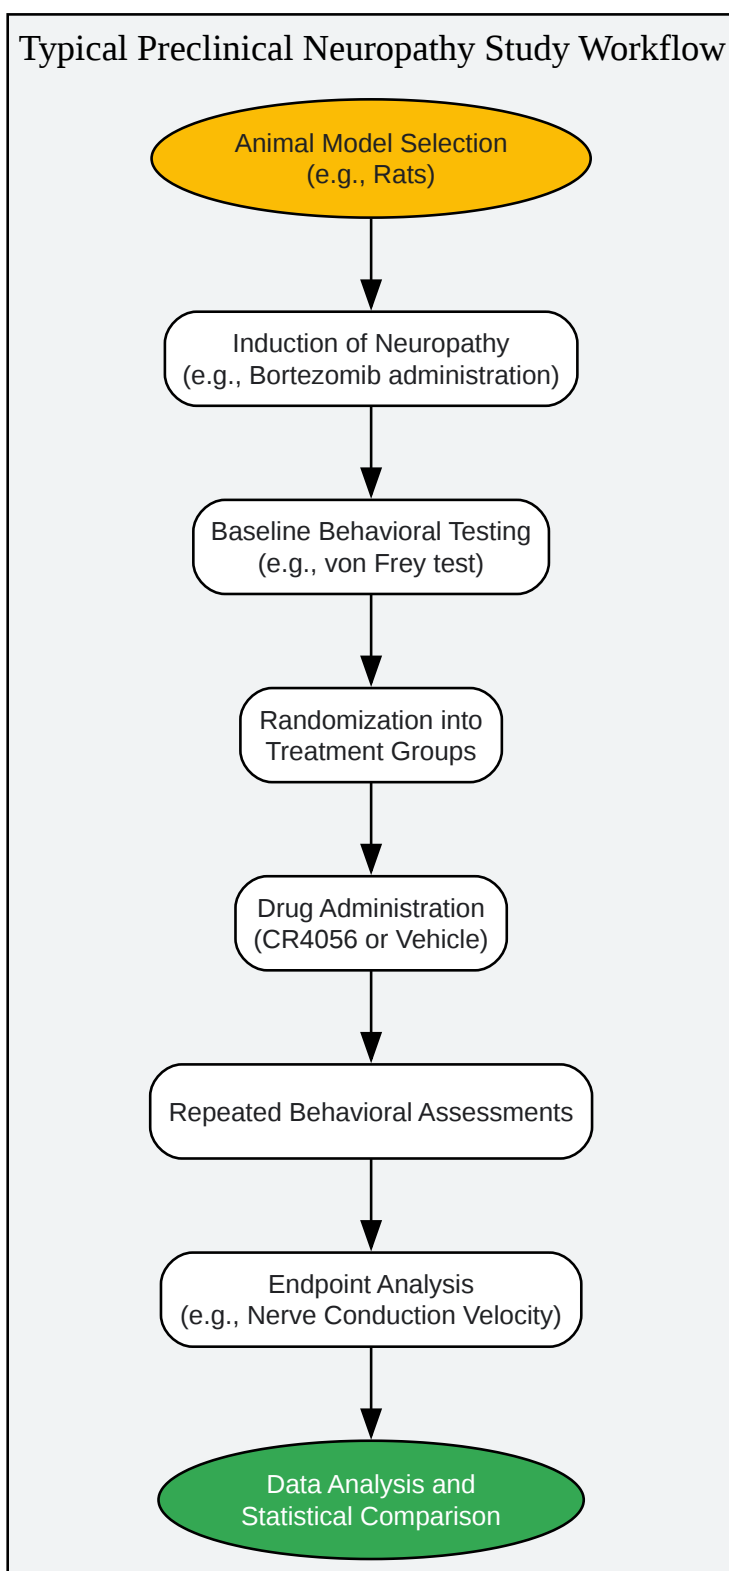 Typical Preclinical Neuropathy Study Workflow
Animal Model Selection
(e.g., Rats)
Induction of Neuropathy
(e.g., Bortezomib administration)
Baseline Behavioral Testing
(e.g., von Frey test)
Randomization into
Treatment Groups
Drug Administration
(CR4056 or Vehicle)
Repeated Behavioral Assessments
Endpoint Analysis
(e.g., Nerve Conduction Velocity)
Data Analysis and
Statistical Comparison